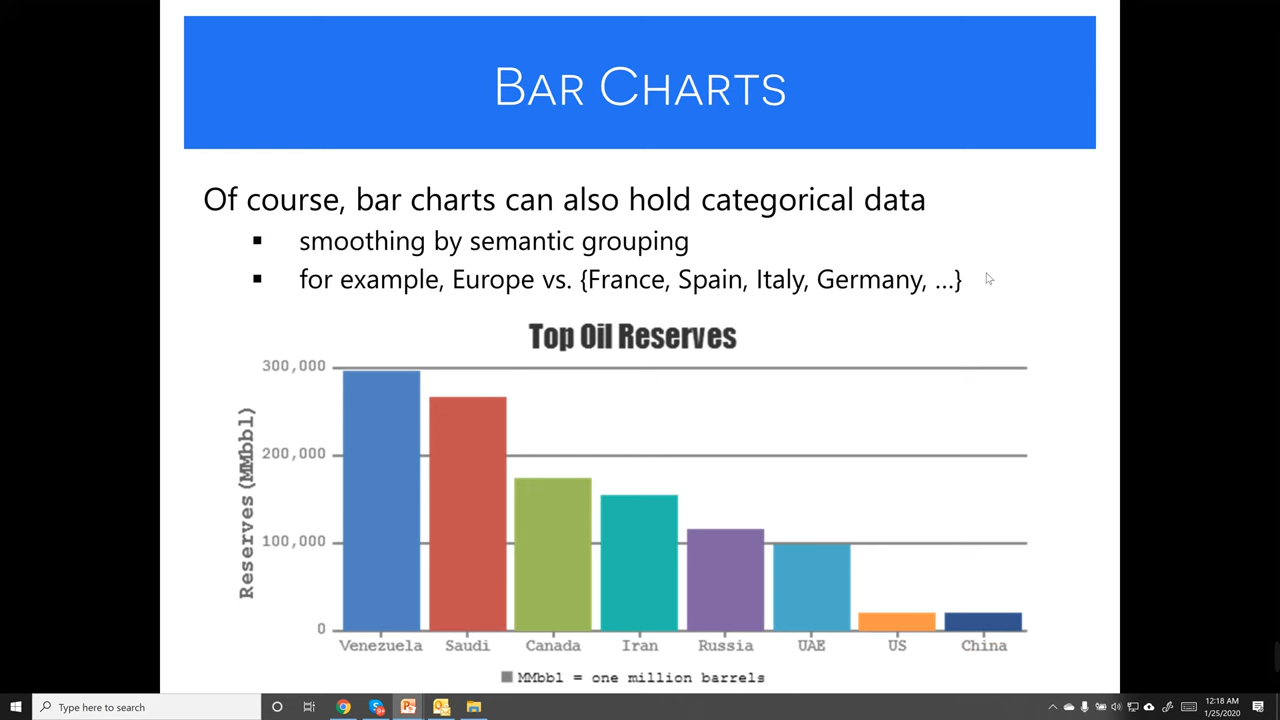 BAR CHARTS
Of course, bar charts can also hold categorical data
▪ smoothing by semantic grouping
▪ for example, Europe vs. {France, Spain, Italy, Germany, ...}
Top Oil Reserves
Reserves (MMbbl)
300,000
200,000
100,000
0
Venezuela Saudi Canada Iran Russia UAE US China
MMbbl = one million barrels
Type here to search
12:18 AM
1/25/2020